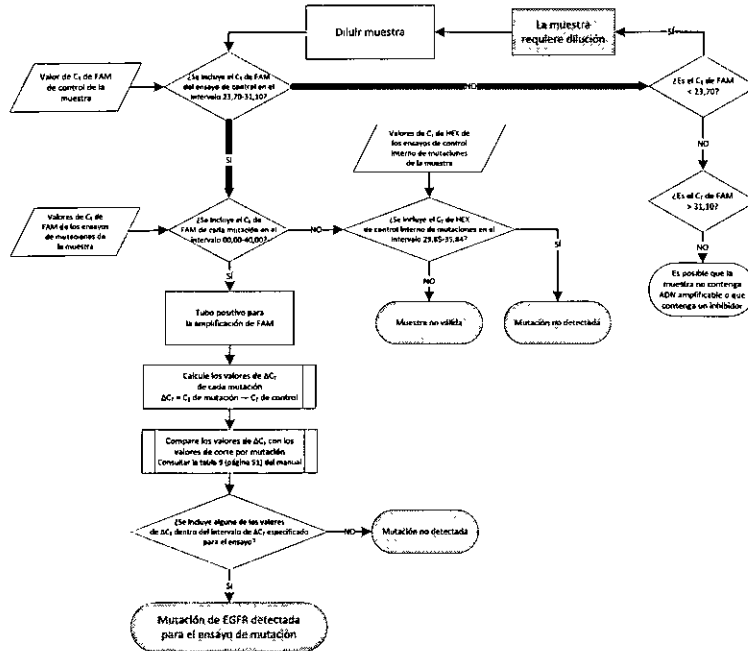 Diluir muestra
La muestra
requiere dilución
SÍ
Valor de CT de FAM
de control de la
muestra
¿Se incluye el CT de FAM
del ensayo de control en el
intervalo 23,70-31,10?
NO
¿Es el CT de FAM
< 23,70?
SÍ
NO
Valores de CT de HEX de
los ensayos de control
interno de mutaciones
de la muestra
Valores de CT de
FAM de los ensayos
de mutaciones de
la muestra
¿Se incluye el CT de
FAM de cada mutación en el
intervalo 00,00-40,00?
NO
¿Se incluye el CT de HEX
de control interno de mutaciones en el
intervalo 29,85-35,84?
¿Es el CT de FAM
> 31,10?
NO
SÍ
NO
SÍ
Es posible que la
muestra no contenga
ADN amplificable o que
contenga un inhibidor
Tubo positivo para
la amplificación de FAM
Muestra no válida
Mutación no detectada
Calcule los valores de ΔCT
de cada mutación
ΔCT = CT de mutación — CT de control
Compare los valores de ΔCT con los
valores de corte por mutación
Consultar la tabla 9 (página 51) del manual
¿Se incluye alguno de los valores
de ΔCT dentro del intervalo de ΔCT especificado
para el ensayo?
NO
Mutación no detectada
SÍ
Mutación de EGFR detectada
para el ensayo de mutación